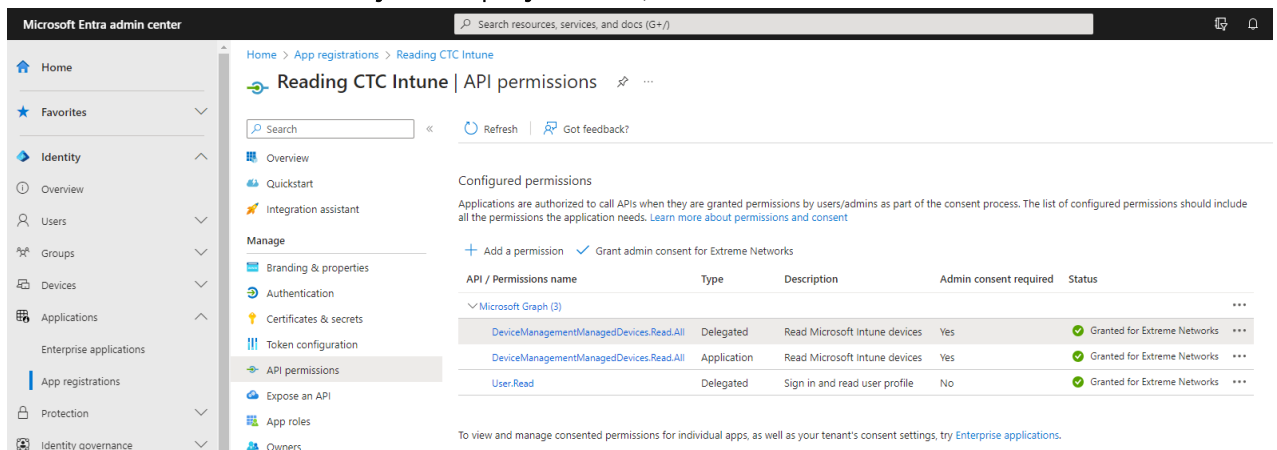 Microsoft Entra admin center
Search resources, services, and docs (G+/)
Home
Favorites
Identity
Overview
Users
Groups
Devices
Applications
Enterprise applications
App registrations
Protection
Identity governance
Home > App registrations > Reading CTC Intune
Reading CTC Intune | API permissions
Search
Overview
Quickstart
Integration assistant
Manage
Branding & properties
Authentication
Certificates & secrets
Token configuration
API permissions
Expose an API
App roles
Owners
Refresh Got feedback?
Configured permissions
Applications are authorized to call APIs when they are granted permissions by users/admins as part of the consent process. The list of configured permissions should include
all the permissions the application needs. Learn more about permissions and consent
Add a permission Grant admin consent for Extreme Networks
API / Permissions name Type Description Admin consent required Status
Microsoft Graph (3)
DeviceManagementManagedDevices.Read.All Delegated Read Microsoft Intune devices Yes Granted for Extreme Networks
DeviceManagementManagedDevices.Read.All Application Read Microsoft Intune devices Yes Granted for Extreme Networks
User.Read Delegated Sign in and read user profile No Granted for Extreme Networks
To view and manage consented permissions for individual apps, as well as your tenant's consent settings, try Enterprise applications.